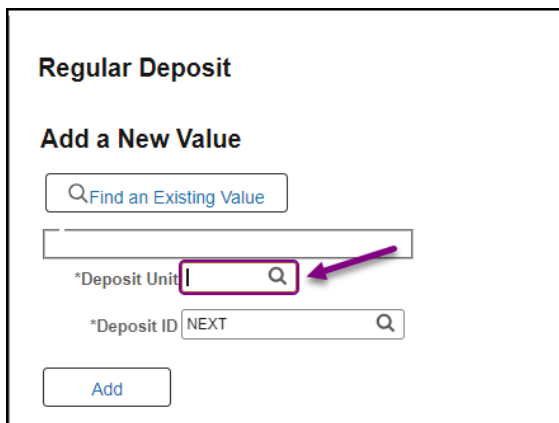 Regular Deposit
Add a New Value
Find an Existing Value
*Deposit Unit
*Deposit ID NEXT
Add